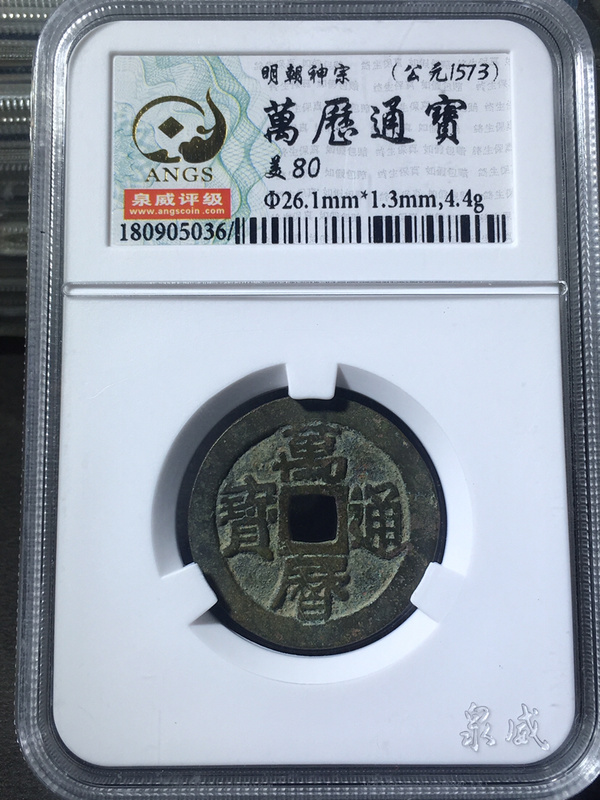 明朝神宗 (公元1573)
萬歷通寶
美80
Φ26.1mm*1.3mm,4.4g
ANGS
泉威评级
www.angscoin.com
180905036/
萬曆通寶
泉威